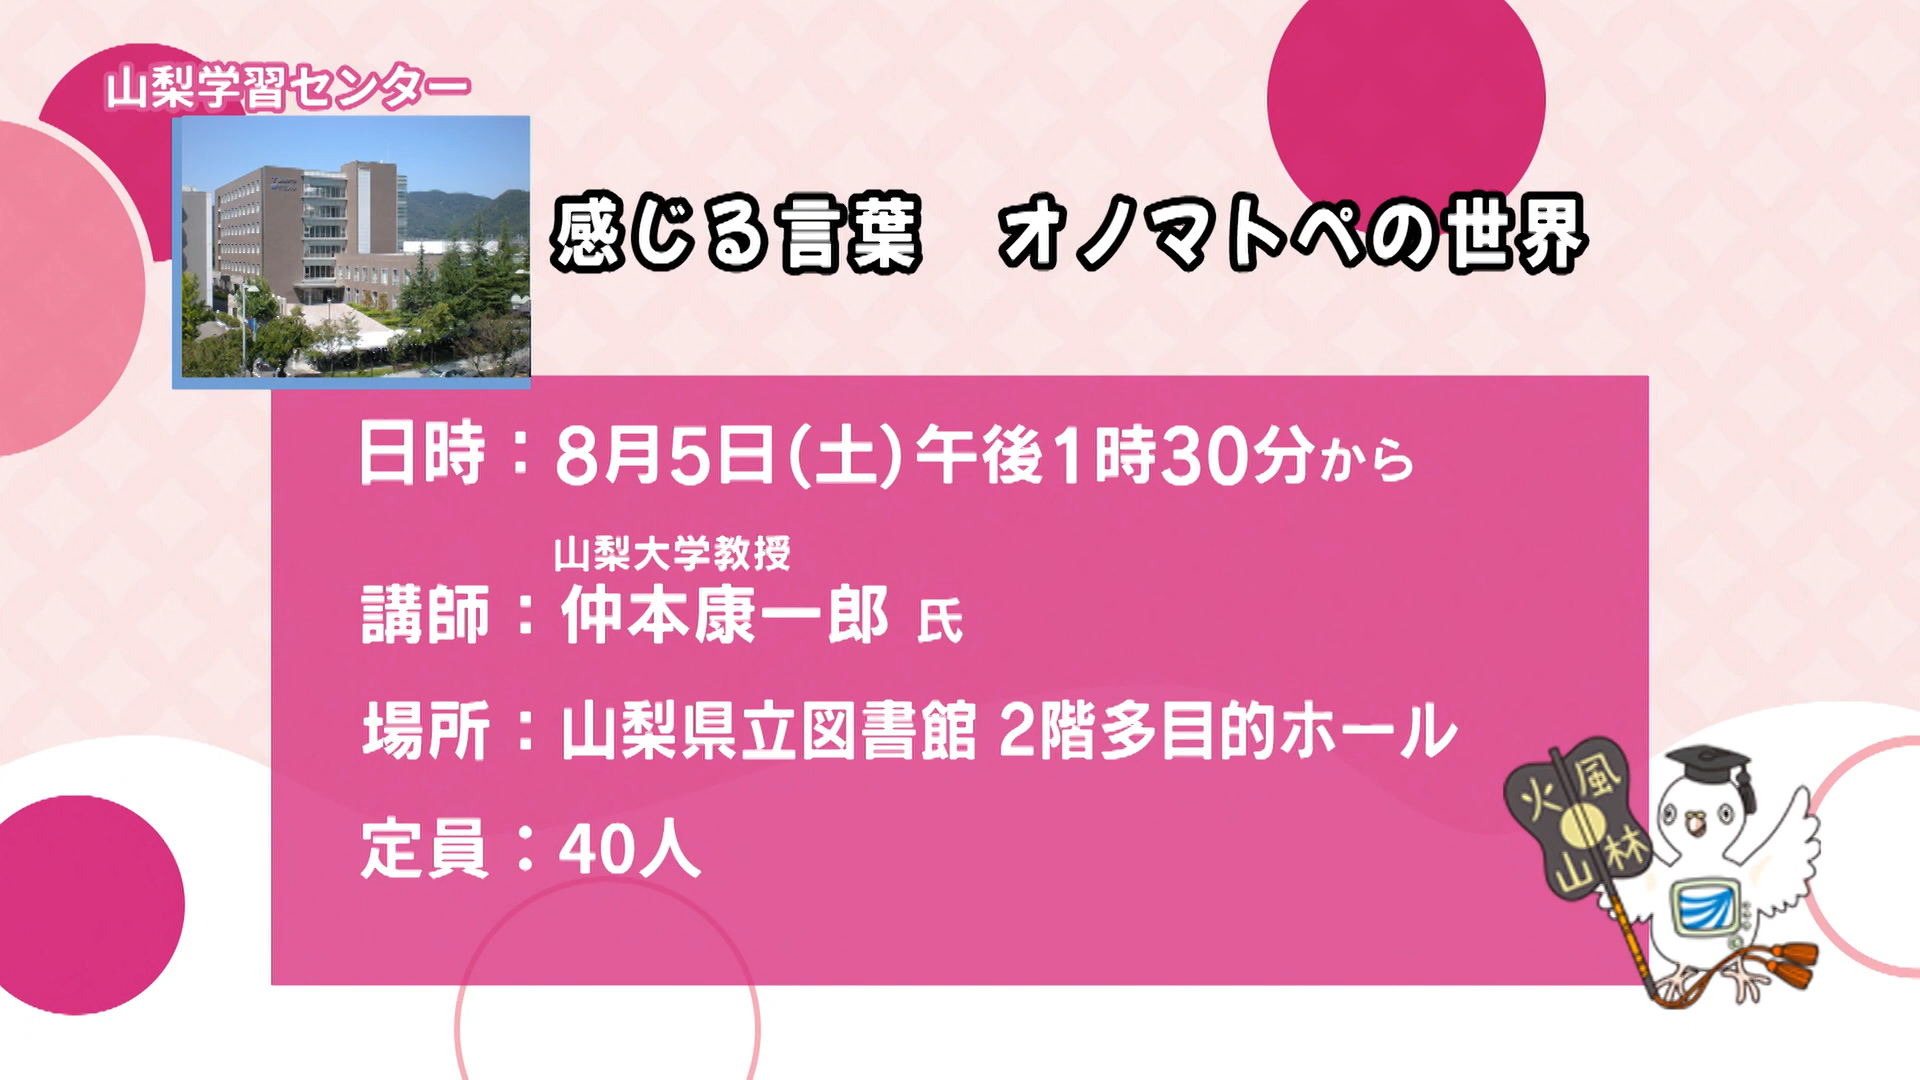 山梨学習センター
感じる言葉　オノマトペの世界
日時：8月5日(土)午後1時30分から
山梨大学教授
講師：仲本康一郎 氏
場所：山梨県立図書館 2階多目的ホール
定員：40人
風
林
火
山